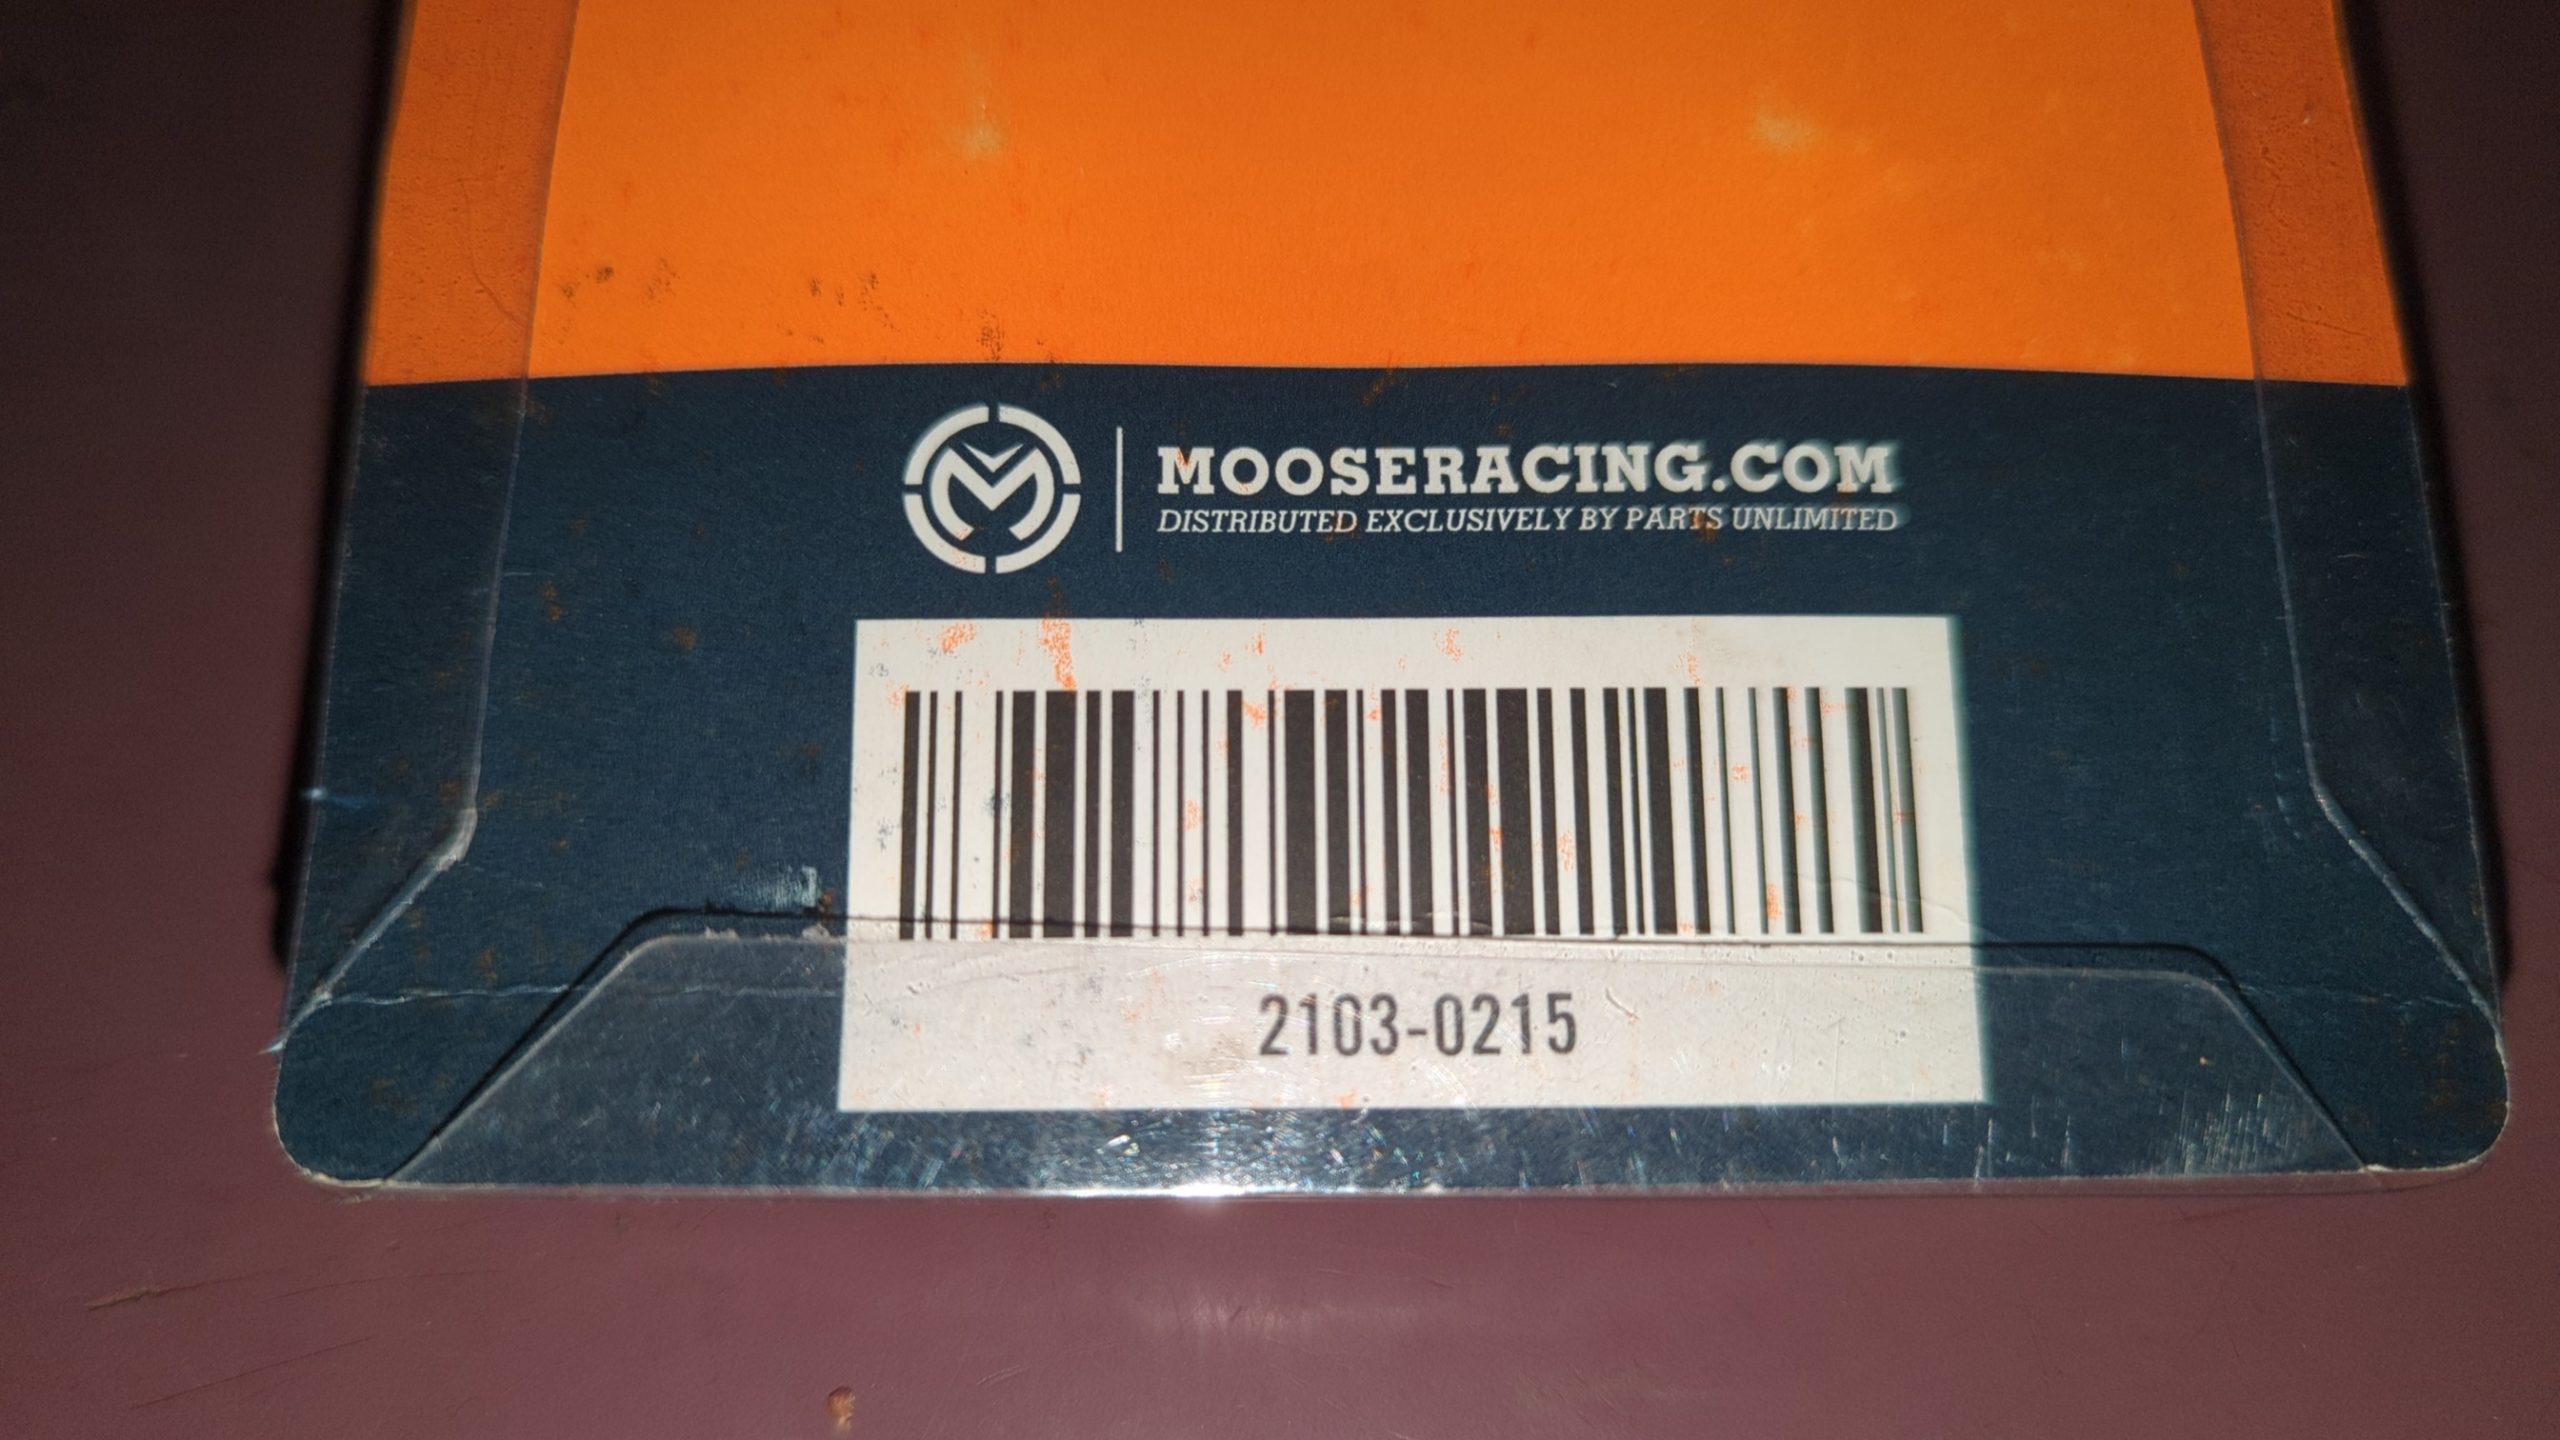 MOOSERACING.COM
DISTRIBUTED EXCLUSIVELY BY PARTS UNLIMITED
2103-0215